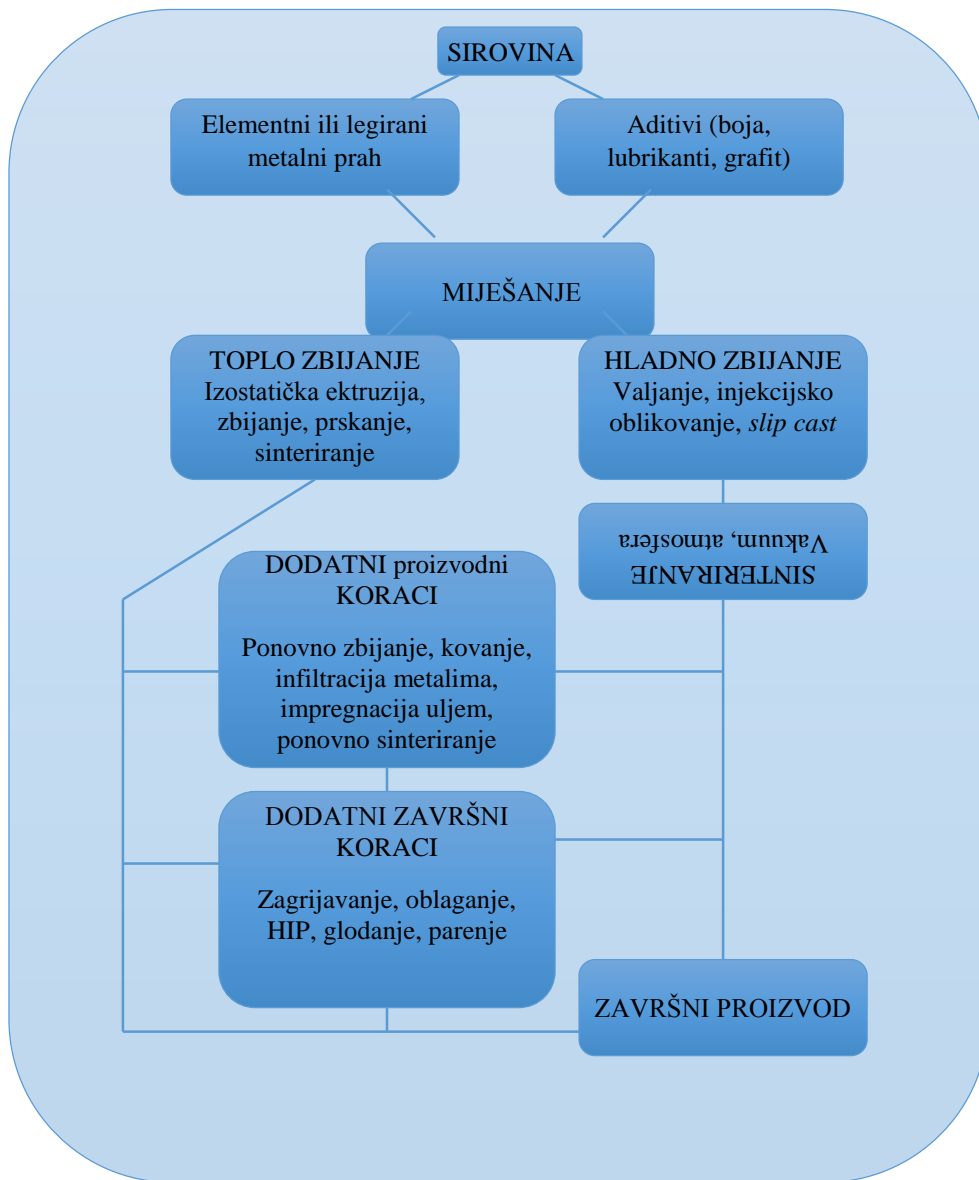 SIROVINA
Elementni ili legirani
metalni prah
Aditivi (boja,
lubrikanti, grafit)
MIJEŠANJE
TOPLO ZBIJANJE
Izostatička ektruzija,
zbijanje, prskanje,
sinteriranje
HLADNO ZBIJANJE
Valjanje, injekcijsko
oblikovanje, slip cast
SINTERIRANJE
Vakuum, atmosfera
DODATNI proizvodni
KORACI
Ponovno zbijanje, kovanje,
infiltracija metalima,
impregnacija uljem,
ponovno sinteriranje
DODATNI ZAVRŠNI
KORACI
Zagrijavanje, oblaganje,
HIP, glodanje, parenje
ZAVRŠNI PROIZVOD